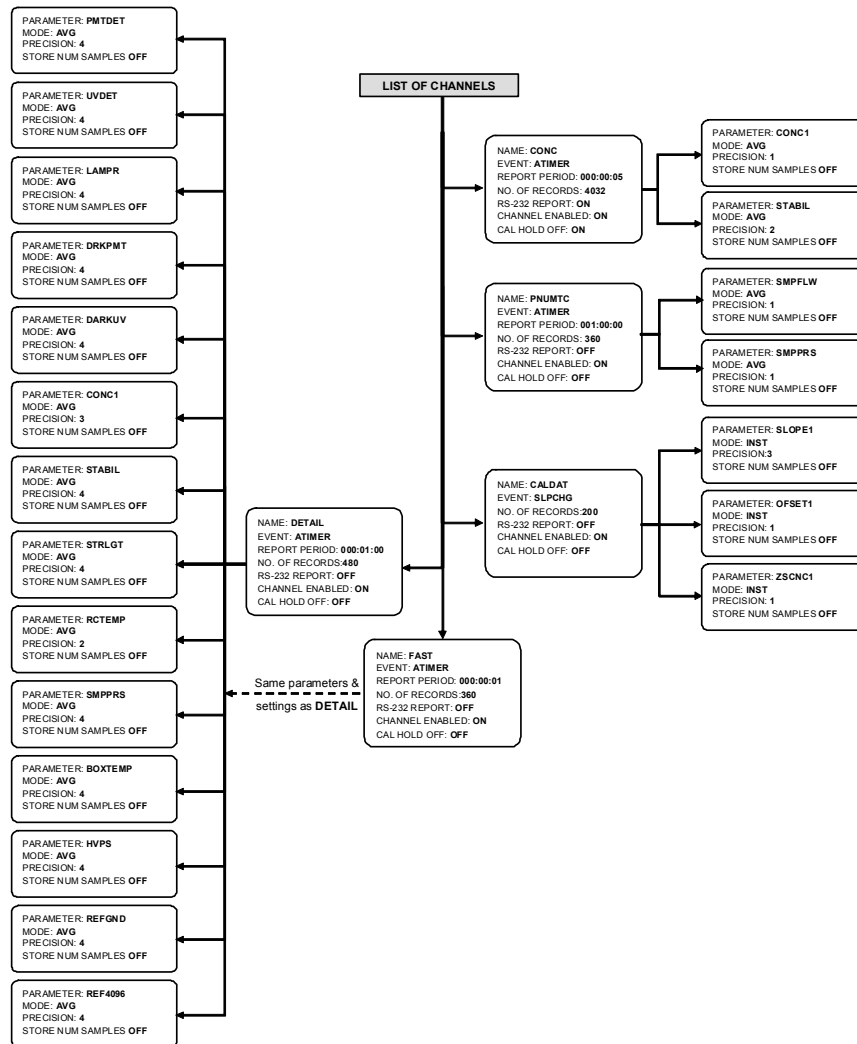 PARAMETER: PMTDET
MODE: AVG
PRECISION: 4
STORE NUM SAMPLES OFF
PARAMETER: UVDET
MODE: AVG
PRECISION: 4
STORE NUM SAMPLES OFF
PARAMETER: LAMPR
MODE: AVG
PRECISION: 4
STORE NUM SAMPLES OFF
PARAMETER: DRKPMT
MODE: AVG
PRECISION: 4
STORE NUM SAMPLES OFF
PARAMETER: DARKUV
MODE: AVG
PRECISION: 4
STORE NUM SAMPLES OFF
PARAMETER: CONC1
MODE: AVG
PRECISION: 3
STORE NUM SAMPLES OFF
PARAMETER: STABIL
MODE: AVG
PRECISION: 4
STORE NUM SAMPLES OFF
PARAMETER: STRLGT
MODE: AVG
PRECISION: 4
STORE NUM SAMPLES OFF
PARAMETER: RCTEMP
MODE: AVG
PRECISION: 2
STORE NUM SAMPLES OFF
PARAMETER: SMPPRS
MODE: AVG
PRECISION: 4
STORE NUM SAMPLES OFF
PARAMETER: BOXTEMP
MODE: AVG
PRECISION: 4
STORE NUM SAMPLES OFF
PARAMETER: HVPS
MODE: AVG
PRECISION: 4
STORE NUM SAMPLES OFF
PARAMETER: REFGND
MODE: AVG
PRECISION: 4
STORE NUM SAMPLES OFF
PARAMETER: REF4096
MODE: AVG
PRECISION: 4
STORE NUM SAMPLES OFF
LIST OF CHANNELS
NAME: DETAIL
EVENT: ATIMER
REPORT PERIOD: 000:01:00
NO. OF RECORDS:480
RS-232 REPORT: OFF
CHANNEL ENABLED: ON
CAL HOLD OFF: OFF
Same parameters &
settings as DETAIL
NAME: FAST
EVENT: ATIMER
REPORT PERIOD: 000:00:01
NO. OF RECORDS:360
RS-232 REPORT: OFF
CHANNEL ENABLED: ON
CAL HOLD OFF: OFF
NAME: CONC
EVENT: ATIMER
REPORT PERIOD: 000:00:05
NO. OF RECORDS: 4032
RS-232 REPORT: ON
CHANNEL ENABLED: ON
CAL HOLD OFF: ON
NAME: PNUMTC
EVENT: ATIMER
REPORT PERIOD: 001:00:00
NO. OF RECORDS: 360
RS-232 REPORT: OFF
CHANNEL ENABLED: ON
CAL HOLD OFF: OFF
NAME: CALDAT
EVENT: SLPCHG
NO. OF RECORDS:200
RS-232 REPORT: OFF
CHANNEL ENABLED: ON
CAL HOLD OFF: OFF
PARAMETER: CONC1
MODE: AVG
PRECISION: 1
STORE NUM SAMPLES OFF
PARAMETER: STABIL
MODE: AVG
PRECISION: 2
STORE NUM SAMPLES OFF
PARAMETER: SMPFLW
MODE: AVG
PRECISION: 1
STORE NUM SAMPLES OFF
PARAMETER: SMPPRS
MODE: AVG
PRECISION: 1
STORE NUM SAMPLES OFF
PARAMETER: SLOPE1
MODE: INST
PRECISION:3
STORE NUM SAMPLES OFF
PARAMETER: OFSET1
MODE: INST
PRECISION: 1
STORE NUM SAMPLES OFF
PARAMETER: ZSCNC1
MODE: INST
PRECISION: 1
STORE NUM SAMPLES OFF